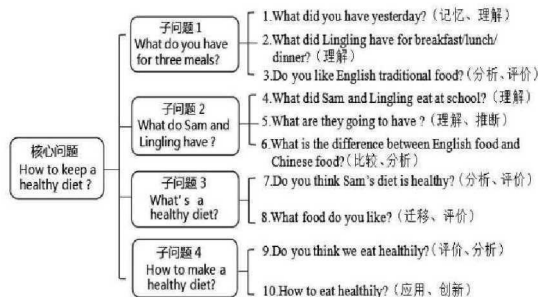 核心问题
How to keep a
healthy diet ?
子问题 1
What do you have
for three meals?
1.What did you have yesterday?（记忆、理解）
2.What did Lingling have for breakfast/lunch/
dinner?（理解）
3.Do you like English traditional food?（分析、评价）
子问题 2
What do Sam and
Lingling have ?
4.What did Sam and Lingling eat at school?（理解）
5.What are they going to have ?（理解、推断）
6.What is the difference between English food and
Chinese food?（比较、分析）
子问题 3
What' s a
healthy diet?
7.Do you think Sam's diet is healthy?（分析、评价）
8.What food do you like?（迁移、评价）
子问题 4
How to make a
healthy diet?
9.Do you think we eat healthily?（评价、分析）
10.How to eat healthily?（应用、创新）